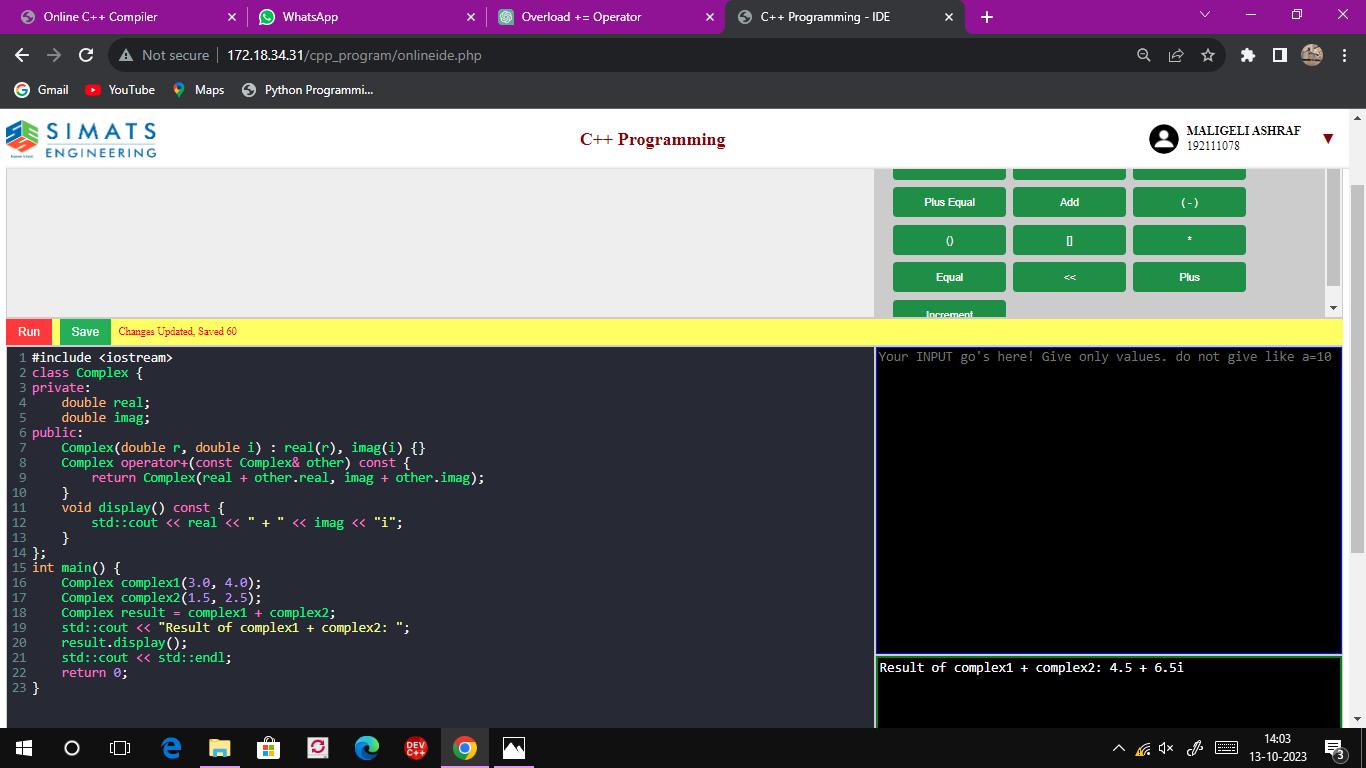 Online C++ Compiler
WhatsApp
Overload += Operator
C++ Programming - IDE
Not secure
172.18.34.31/cpp_program/onlineide.php
Gmail
YouTube
Maps
Python Programmi...
SIMATS
ENGINEERING
C++ Programming
MALIGELI ASHRAF
192111078
Plus Equal
Add
(-)
()
[]
*
Equal
<<
Plus
Increment
Run
Save
Changes Updated, Saved 60
1 #include <iostream>
2 class Complex {
3 private:
4     double real;
5     double imag;
6 public:
7     Complex(double r, double i) : real(r), imag(i) {}
8     Complex operator+(const Complex& other) const {
9         return Complex(real + other.real, imag + other.imag);
10     }
11     void display() const {
12         std::cout << real << " + " << imag << "i";
13     }
14 };
15 int main() {
16     Complex complex1(3.0, 4.0);
17     Complex complex2(1.5, 2.5);
18     Complex result = complex1 + complex2;
19     std::cout << "Result of complex1 + complex2: ";
20     result.display();
21     std::cout << std::endl;
22     return 0;
23 }
Your INPUT go's here! Give only values. do not give like a=10
Result of complex1 + complex2: 4.5 + 6.5i
DEV
C++
14:03
13-10-2023
3